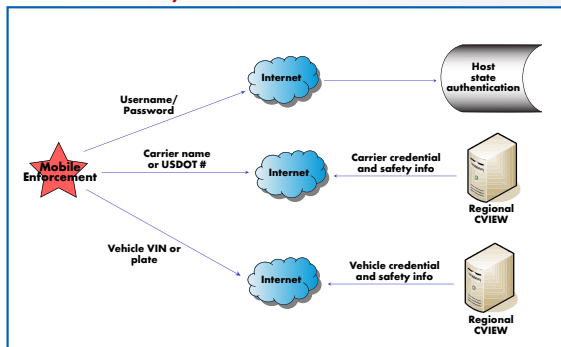 Internet
Host
state
authentication
Username/
Password
Mobile
Enforcement
Carrier name
or USDOT #
Internet
Carrier credential
and safety info
Regional
CVIEW
Vehicle VIN or
plate
Internet
Vehicle credential
and safety info
Regional
CVIEW